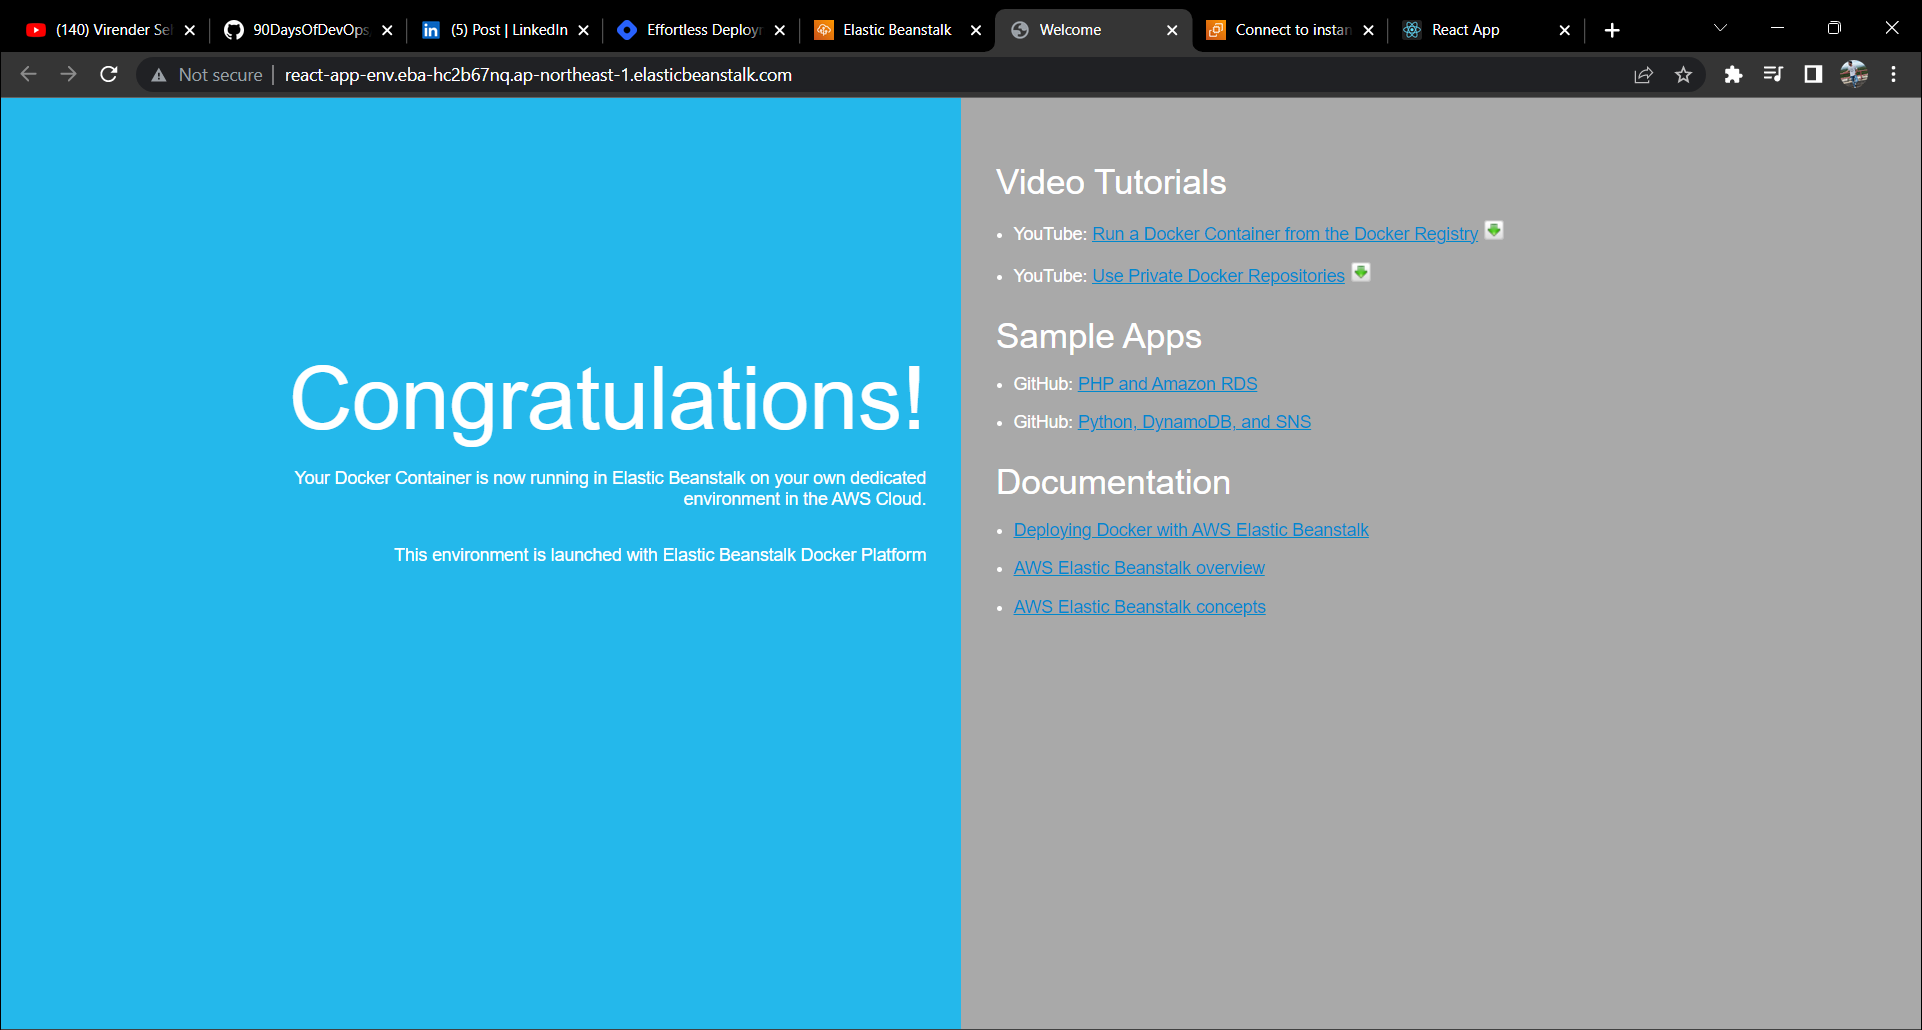 (140) Virender Se
90DaysOfDevOps
(5) Post | LinkedIn
Effortless Deploy
Elastic Beanstalk
Welcome
Connect to instan
React App
Not secure
react-app-env.eba-hc2b67nq.ap-northeast-1.elasticbeanstalk.com
Congratulations!
Your Docker Container is now running in Elastic Beanstalk on your own dedicated
environment in the AWS Cloud.
This environment is launched with Elastic Beanstalk Docker Platform
Video Tutorials
• YouTube: Run a Docker Container from the Docker Registry
• YouTube: Use Private Docker Repositories
Sample Apps
• GitHub: PHP and Amazon RDS
• GitHub: Python, DynamoDB, and SNS
Documentation
• Deploying Docker with AWS Elastic Beanstalk
• AWS Elastic Beanstalk overview
• AWS Elastic Beanstalk concepts